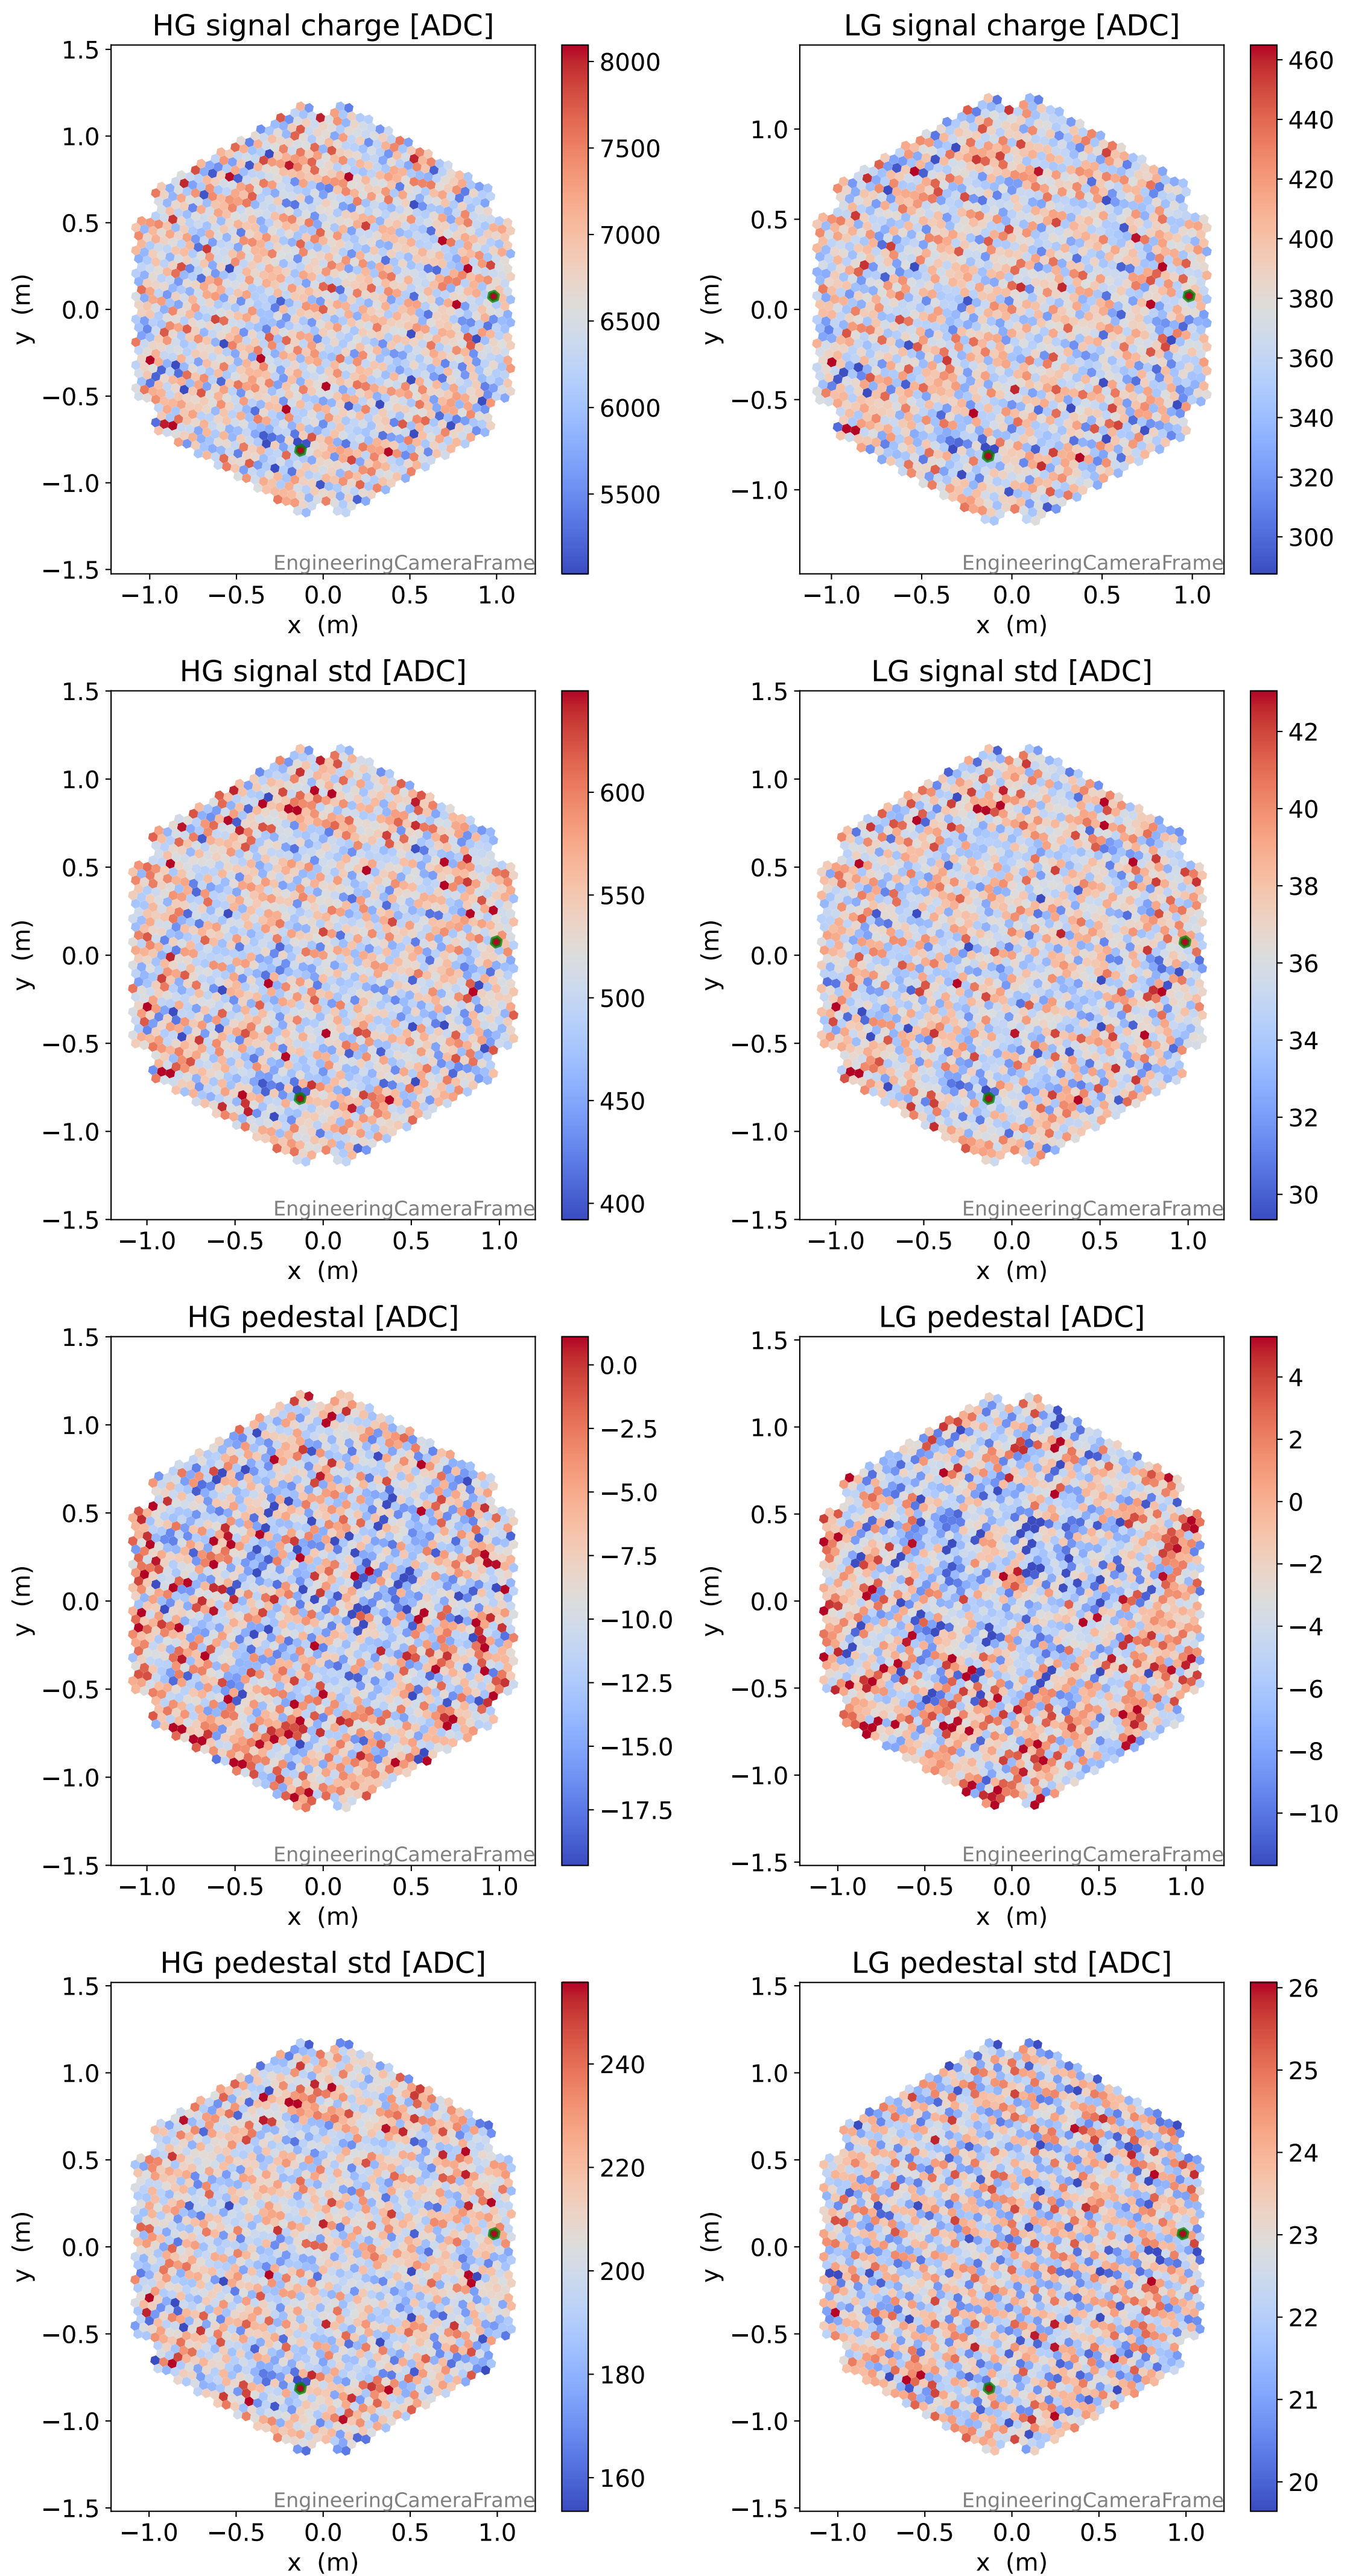 HG signal charge [ADC]
1.5
1.0
0.5
0.0
−0.5
−1.0
−1.5
y (m)
−1.0 −0.5 0.0 0.5 1.0
x (m)
EngineeringCameraFrame
8000
7500
7000
6500
6000
5500
LG signal charge [ADC]
1.0
0.5
0.0
−0.5
−1.0
y (m)
−1.0 −0.5 0.0 0.5 1.0
x (m)
EngineeringCameraFrame
460
440
420
400
380
360
340
320
300
HG signal std [ADC]
1.5
1.0
0.5
0.0
−0.5
−1.0
−1.5
y (m)
−1.0 −0.5 0.0 0.5 1.0
x (m)
EngineeringCameraFrame
600
550
500
450
400
LG signal std [ADC]
1.5
1.0
0.5
0.0
−0.5
−1.0
−1.5
y (m)
−1.0 −0.5 0.0 0.5 1.0
x (m)
EngineeringCameraFrame
42
40
38
36
34
32
30
HG pedestal [ADC]
1.5
1.0
0.5
0.0
−0.5
−1.0
−1.5
y (m)
−1.0 −0.5 0.0 0.5 1.0
x (m)
EngineeringCameraFrame
0.0
−2.5
−5.0
−7.5
−10.0
−12.5
−15.0
−17.5
LG pedestal [ADC]
1.5
1.0
0.5
0.0
−0.5
−1.0
−1.5
y (m)
−1.0 −0.5 0.0 0.5 1.0
x (m)
EngineeringCameraFrame
4
2
0
−2
−4
−6
−8
−10
HG pedestal std [ADC]
1.5
1.0
0.5
0.0
−0.5
−1.0
−1.5
y (m)
−1.0 −0.5 0.0 0.5 1.0
x (m)
EngineeringCameraFrame
240
220
200
180
160
LG pedestal std [ADC]
1.5
1.0
0.5
0.0
−0.5
−1.0
−1.5
y (m)
−1.0 −0.5 0.0 0.5 1.0
x (m)
EngineeringCameraFrame
26
25
24
23
22
21
20